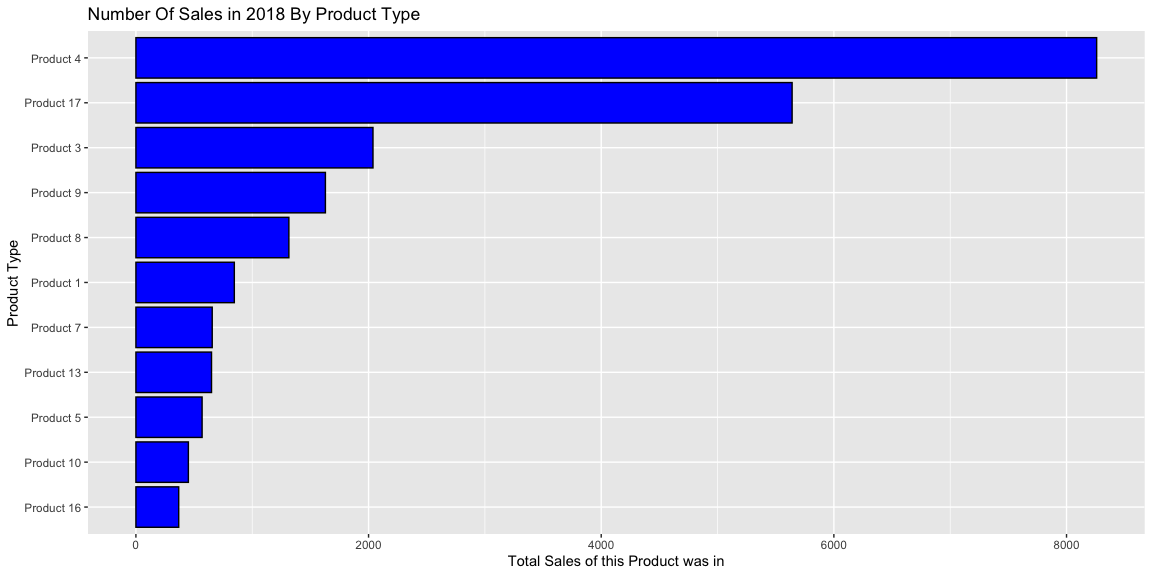 Number Of Sales in 2018 By Product Type
Product Type
Product 4
Product 17
Product 3
Product 9
Product 8
Product 1
Product 7
Product 13
Product 5
Product 10
Product 16
0 2000 4000 6000 8000
Total Sales of this Product was in